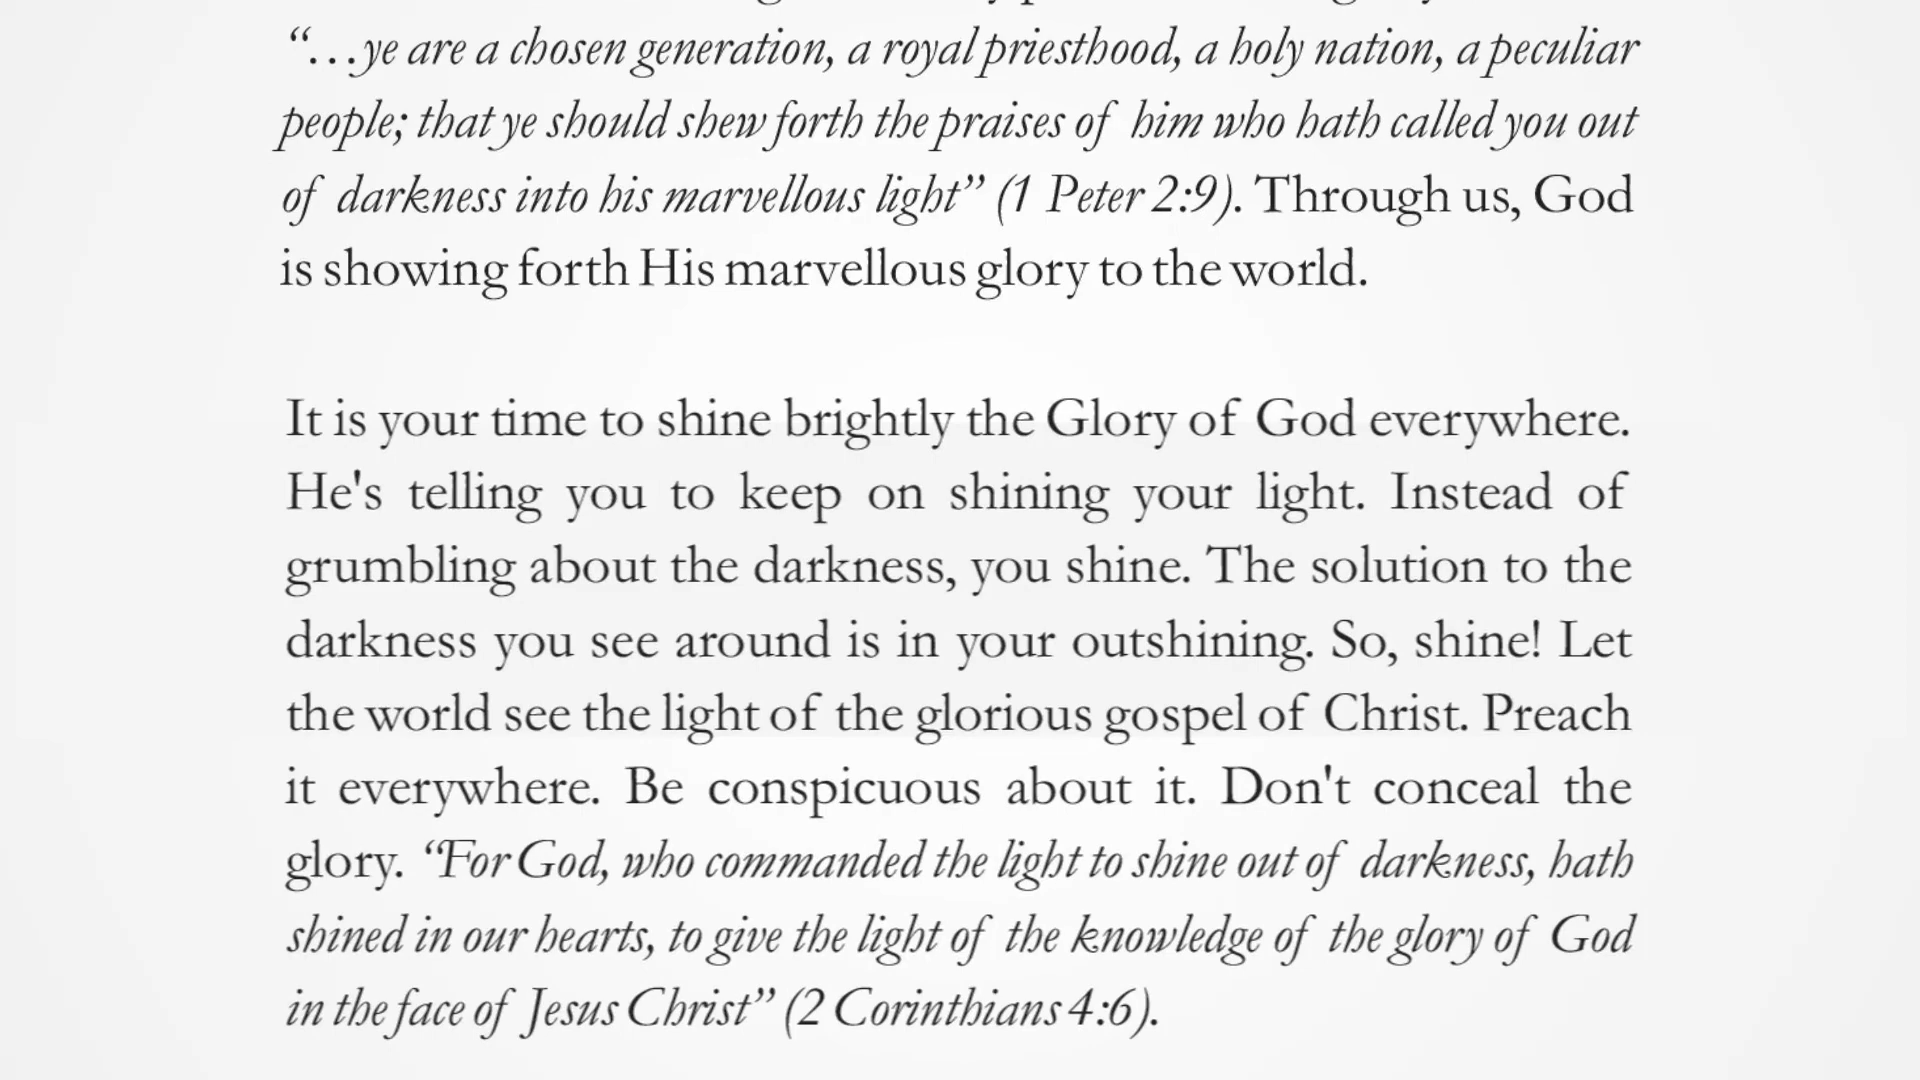 “…ye are a chosen generation, a royal priesthood, a holy nation, a peculiar
people; that ye should shew forth the praises of him who hath called you out
of darkness into his marvellous light” (1 Peter 2:9). Through us, God
is showing forth His marvellous glory to the world.
It is your time to shine brightly the Glory of God everywhere.
He's telling you to keep on shining your light. Instead of
grumbling about the darkness, you shine. The solution to the
darkness you see around is in your outshining. So, shine! Let
the world see the light of the glorious gospel of Christ. Preach
it everywhere. Be conspicuous about it. Don't conceal the
glory. “For God, who commanded the light to shine out of darkness, hath
shined in our hearts, to give the light of the knowledge of the glory of God
in the face of Jesus Christ” (2 Corinthians 4:6).